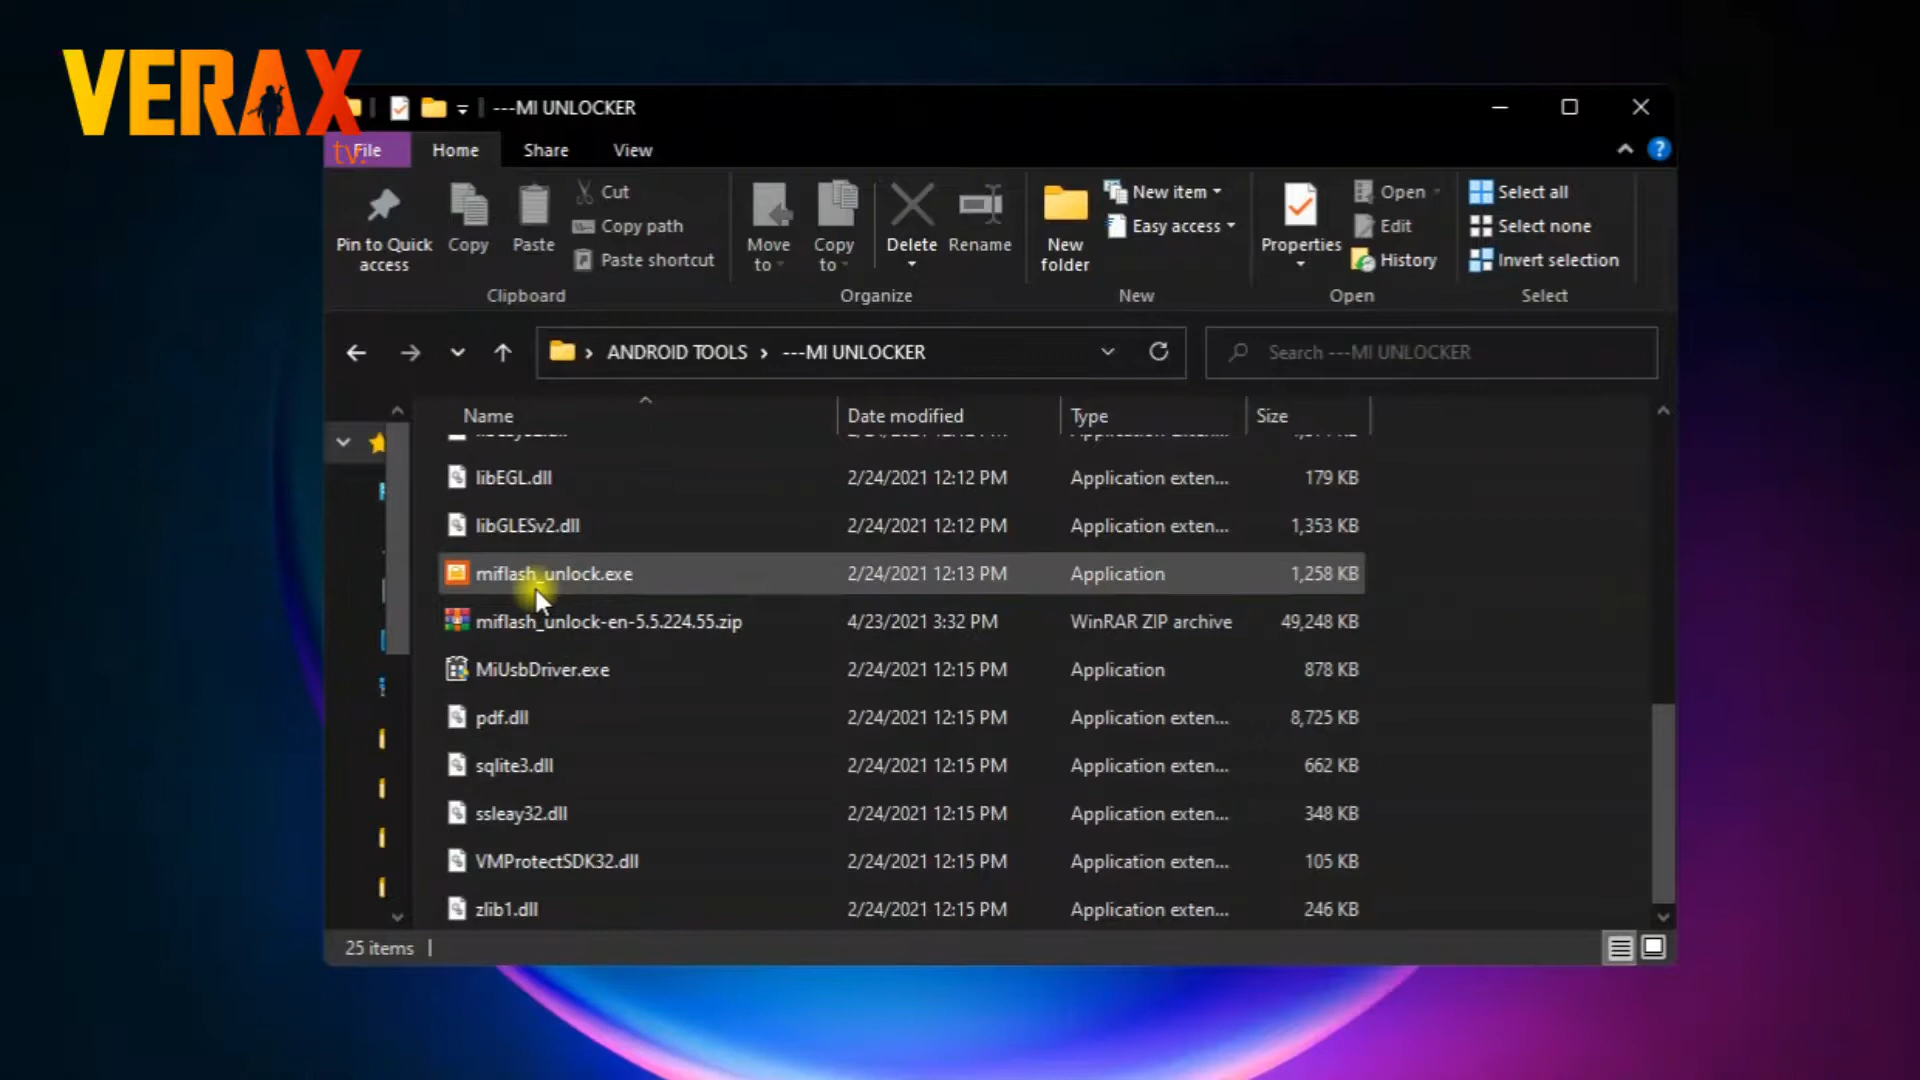 VERAX
tv.
---MI UNLOCKER
File Home Share View
Pin to Quick access
Copy
Paste
Cut
Copy path
Paste shortcut
Clipboard
Move to
Copy to
Delete
Rename
Organize
New folder
New item
Easy access
New
Properties
Open
Edit
History
Open
Select all
Select none
Invert selection
Select
ANDROID TOOLS › ---MI UNLOCKER
Search ---MI UNLOCKER
Name Date modified Type Size
libEGL.dll 2/24/2021 12:12 PM Application exten... 179 KB
libGLESv2.dll 2/24/2021 12:12 PM Application exten... 1,353 KB
miflash_unlock.exe 2/24/2021 12:13 PM Application 1,258 KB
miflash_unlock-en-5.5.224.55.zip 4/23/2021 3:32 PM WinRAR ZIP archive 49,248 KB
MiUsbDriver.exe 2/24/2021 12:15 PM Application 878 KB
pdf.dll 2/24/2021 12:15 PM Application exten... 8,725 KB
sqlite3.dll 2/24/2021 12:15 PM Application exten... 662 KB
ssleay32.dll 2/24/2021 12:15 PM Application exten... 348 KB
VMProtectSDK32.dll 2/24/2021 12:15 PM Application exten... 105 KB
zlib1.dll 2/24/2021 12:15 PM Application exten... 246 KB
25 items